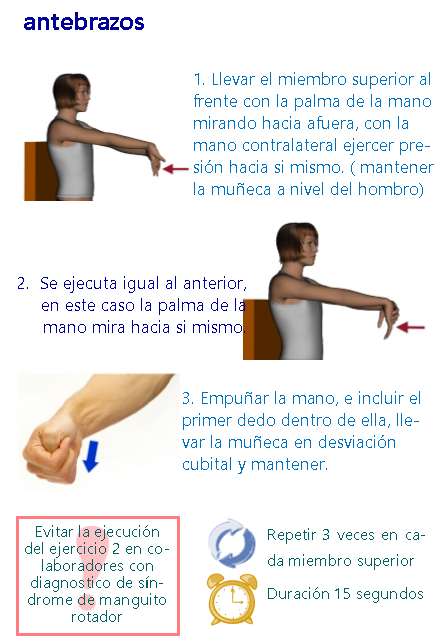 antebrazos
1. Llevar el miembro superior al
frente con la palma de la mano
mirando hacia afuera, con la
mano contralateral ejercer pre-
sión hacia si mismo. ( mantener
la muñeca a nivel del hombro)
2. Se ejecuta igual al anterior,
en este caso la palma de la
mano mira hacia si mismo.
3. Empuñar la mano, e incluir el
primer dedo dentro de ella, lle-
var la muñeca en desviación
cubital y mantener.
Evitar la ejecución
del ejercicio 2 en co-
laboradores con
diagnostico de sín-
drome de manguito
rotador
Repetir 3 veces en ca-
da miembro superior
Duración 15 segundos